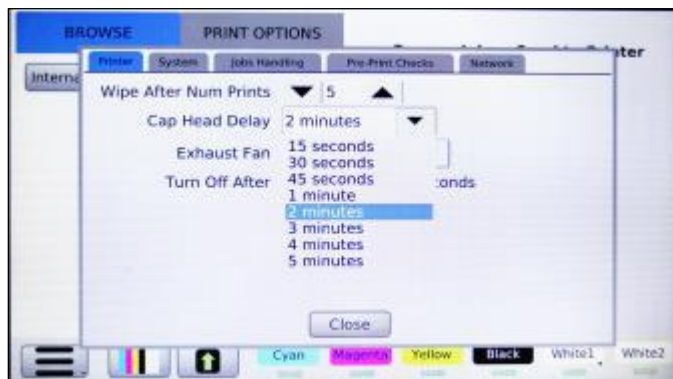 BROWSE PRINT OPTIONS
ter
Interna
Printer System Jobs Handling Pre-Print Checks Network
Wipe After Num Prints 5
Cap Head Delay 2 minutes
Exhaust Fan 15 seconds
30 seconds
Turn Off After 45 seconds onds
1 minute
2 minutes
3 minutes
4 minutes
5 minutes
Close
Cyan Magenta Yellow Black White1 White2